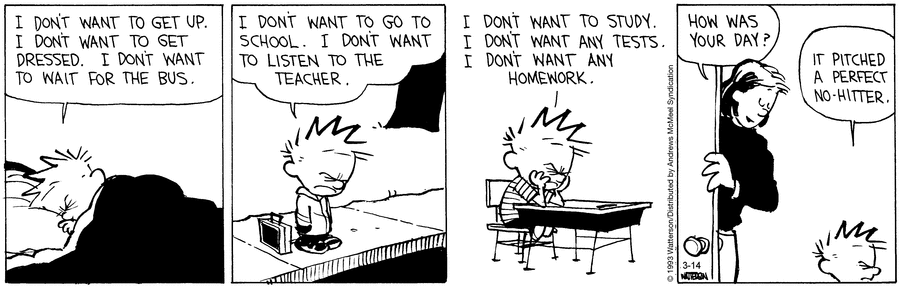 I DON'T WANT TO GET UP.
I DON'T WANT TO GET
DRESSED. I DON'T WANT
TO WAIT FOR THE BUS.
I DON'T WANT TO GO TO
SCHOOL. I DON'T WANT
TO LISTEN TO THE
TEACHER.
I DON'T WANT TO STUDY.
I DON'T WANT ANY TESTS.
I DON'T WANT ANY
HOMEWORK.
© 1993 Watterson/Distributed by Andrews McMeel Syndication
HOW WAS
YOUR DAY?
IT PITCHED
A PERFECT
NO-HITTER.
3-14
WATTERSON